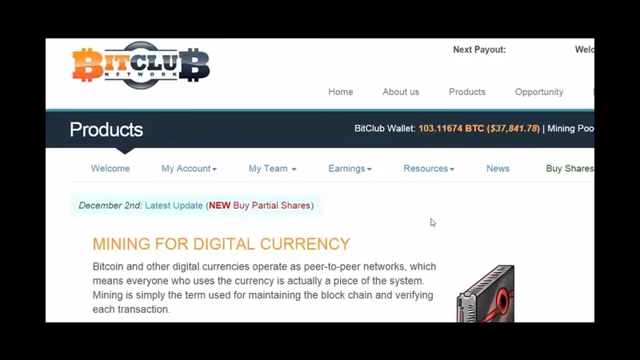 BITCLUB
NETWORK
Next Payout:
Home About us Products Opportunity
Products
BitClub Wallet: 103.11674 BTC ($37,841.78) | Mining
Welcome My Account My Team Earnings Resources News Buy Shares
December 2nd: Latest Update (NEW Buy Partial Shares)
MINING FOR DIGITAL CURRENCY
Bitcoin and other digital currencies operate as peer-to-peer networks, which
means everyone who uses the currency is actually a piece of the system.
Mining is simply the term used for maintaining the block chain and verifying
each transaction.